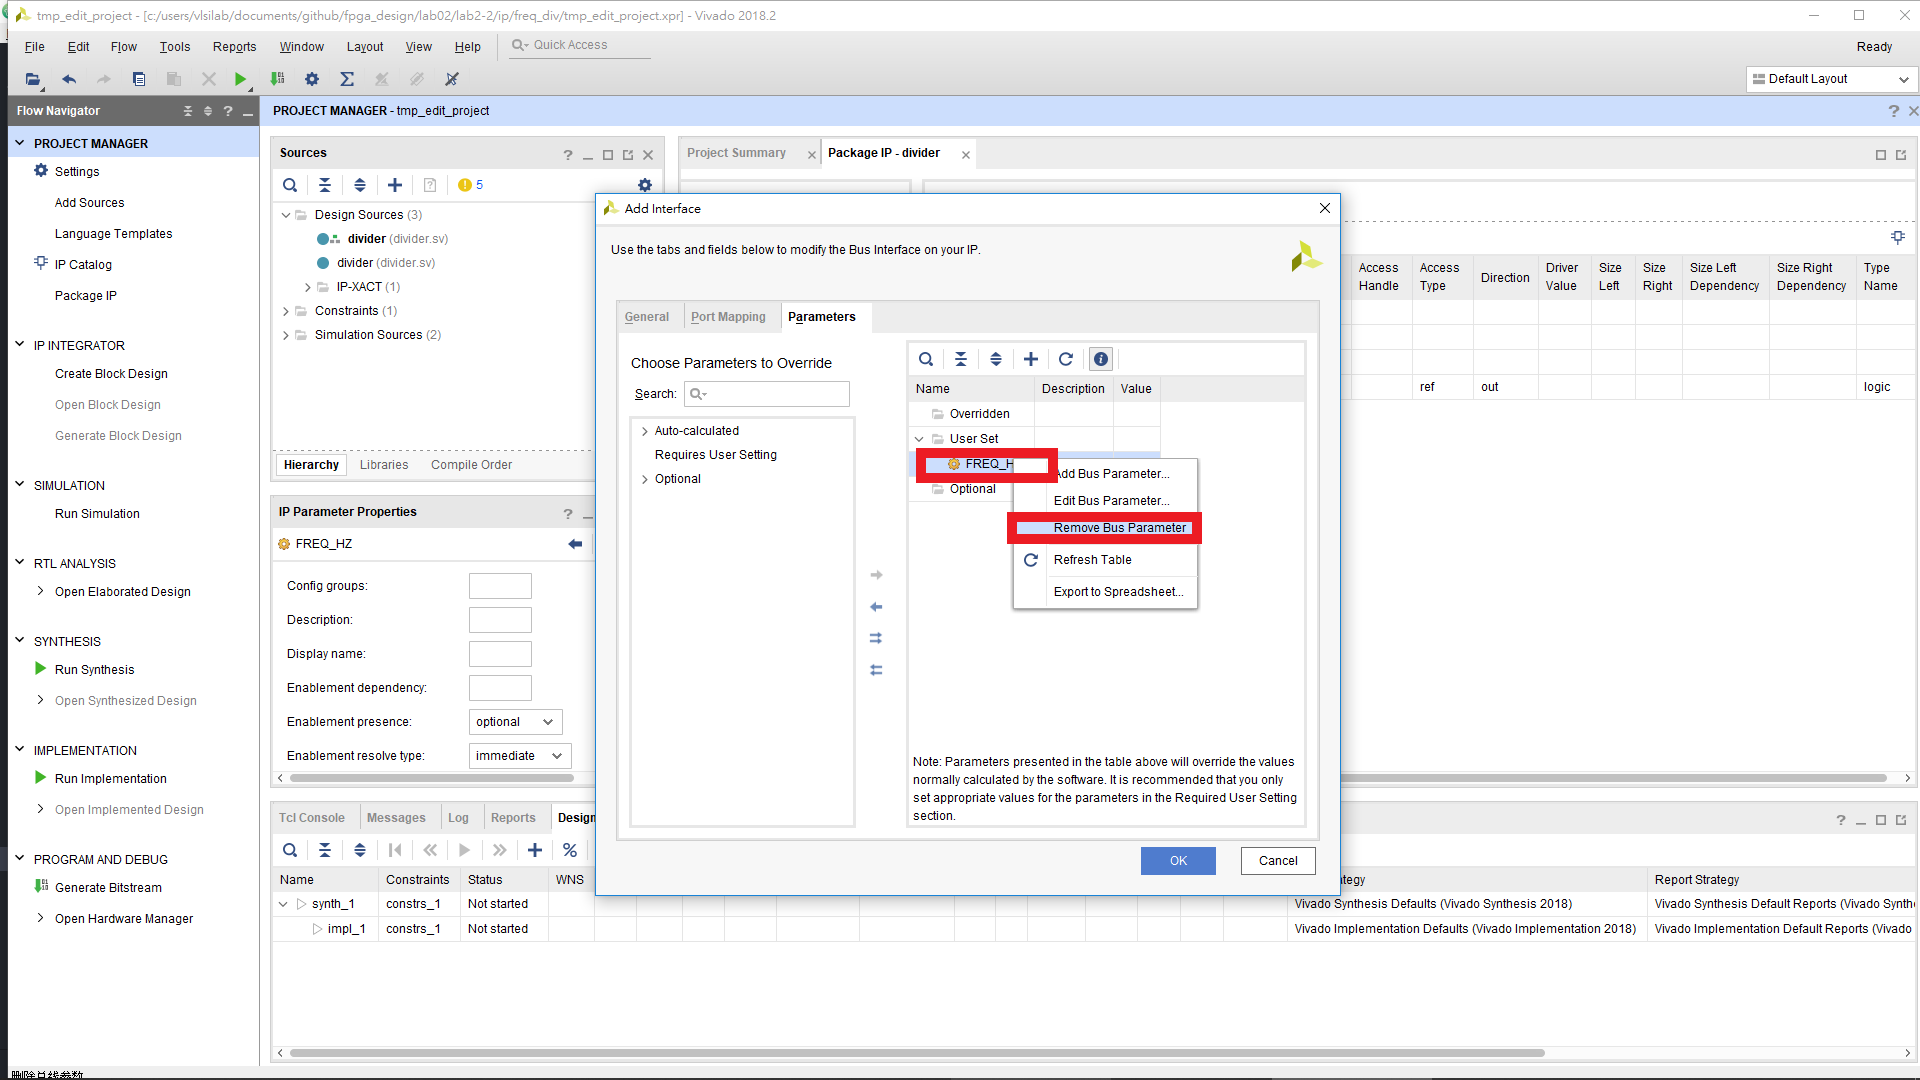 tmp_edit_project - [c:/users/vlsilab/documents/github/fpga_design/lab02/lab2-2/ip/freq_div/tmp_edit_project.xpr] - Vivado 2018.2
File Edit Flow Tools Reports Window Layout View Help Quick Access
Ready
Default Layout
Flow Navigator
PROJECT MANAGER
Settings
Add Sources
Language Templates
IP Catalog
Package IP
IP INTEGRATOR
Create Block Design
Open Block Design
Generate Block Design
SIMULATION
Run Simulation
RTL ANALYSIS
Open Elaborated Design
SYNTHESIS
Run Synthesis
Open Synthesized Design
IMPLEMENTATION
Run Implementation
Open Implemented Design
PROGRAM AND DEBUG
Generate Bitstream
Open Hardware Manager
PROJECT MANAGER - tmp_edit_project
Sources
5
Design Sources (3)
divider (divider.sv)
divider (divider.sv)
IP-XACT (1)
Constraints (1)
Simulation Sources (2)
Hierarchy Libraries Compile Order
IP Parameter Properties
FREQ_HZ
Config groups:
Description:
Display name:
Enablement dependency:
Enablement presence: optional
Enablement resolve type: immediate
Project Summary Package IP - divider
Access Handle Access Type Direction Driver Value Size Left Size Right Size Left Dependency Size Right Dependency Type Name
ref out logic
Add Interface
Use the tabs and fields below to modify the Bus Interface on your IP.
General Port Mapping Parameters
Choose Parameters to Override
Search:
Auto-calculated
Requires User Setting
Optional
Name Description Value
Overridden
User Set
FREQ_H
Optional
Add Bus Parameter...
Edit Bus Parameter...
Remove Bus Parameter
Refresh Table
Export to Spreadsheet...
Note: Parameters presented in the table above will override the values
normally calculated by the software. It is recommended that you only
set appropriate values for the parameters in the Required User Setting
section.
OK Cancel
Tcl Console Messages Log Reports Design
Name Constraints Status WNS tegy Report Strategy
synth_1 constrs_1 Not started Vivado Synthesis Defaults (Vivado Synthesis 2018) Vivado Synthesis Default Reports (Vivado Synthe
impl_1 constrs_1 Not started Vivado Implementation Defaults (Vivado Implementation 2018) Vivado Implementation Default Reports (Vivado